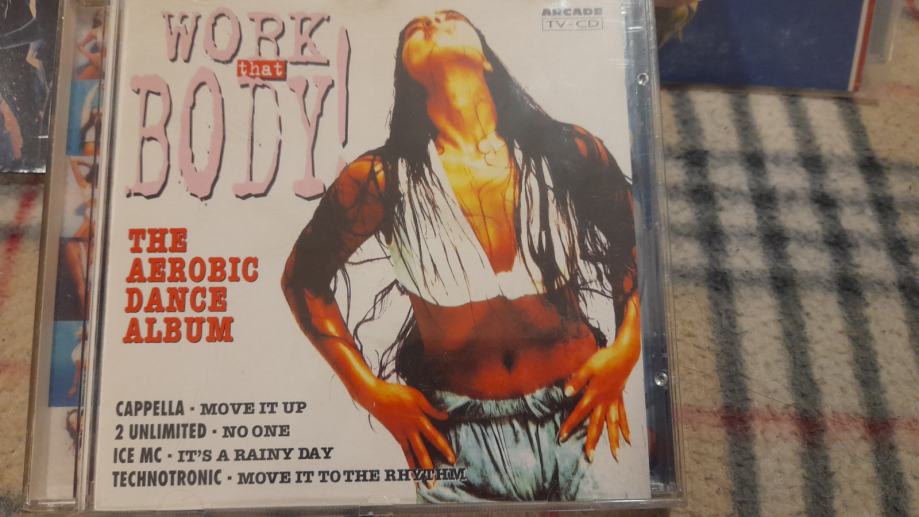 WORK
that
BODY!
ARCADE
TV-CD
THE
AEROBIC
DANCE
ALBUM
CAPPELLA · MOVE IT UP
2 UNLIMITED · NO ONE
ICE MC · IT'S A RAINY DAY
TECHNOTRONIC · MOVE IT TO THE RHYTHM